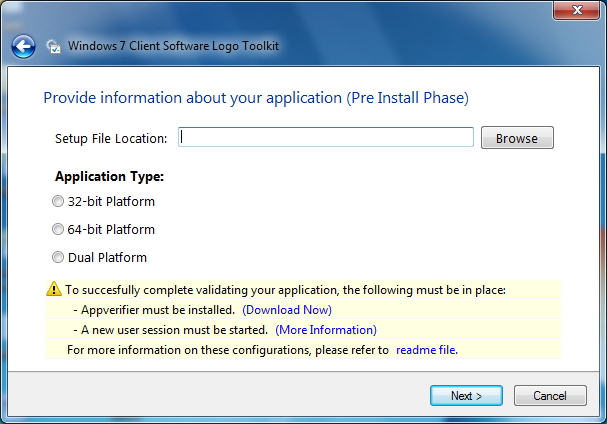 Windows 7 Client Software Logo Toolkit
Provide information about your application (Pre Install Phase)
Setup File Location:
Browse
Application Type:
32-bit Platform
64-bit Platform
Dual Platform
To succesfully complete validating your application, the following must be in place:
- Appverifier must be installed. (Download Now)
- A new user session must be started. (More Information)
For more information on these configurations, please refer to readme file.
Next > Cancel